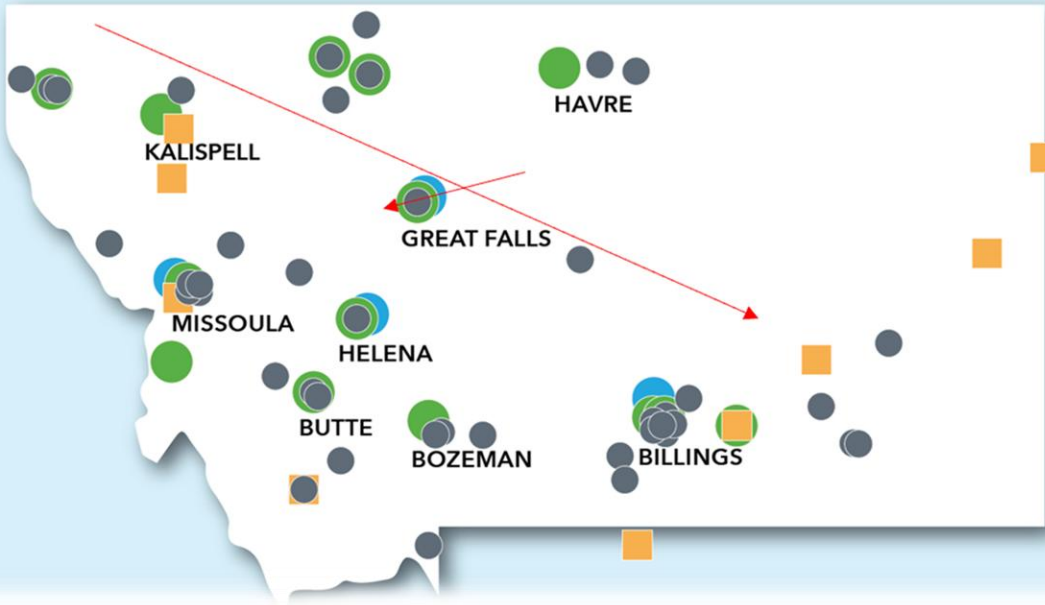 HAVRE
KALISPELL
GREAT FALLS
MISSOULA
HELENA
BUTTE
BOZEMAN
BILLINGS